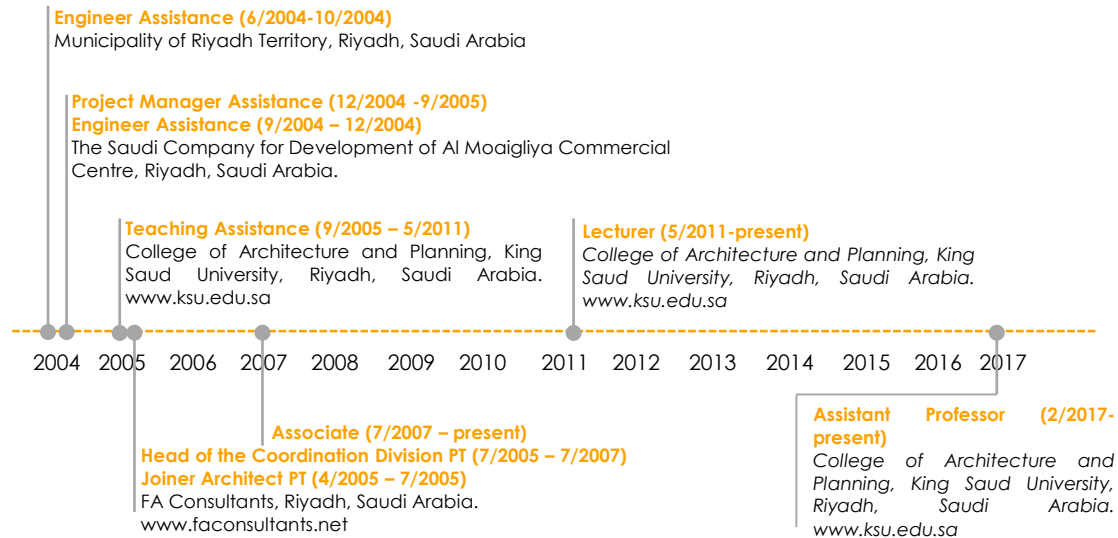 Engineer Assistance (6/2004-10/2004)
Municipality of Riyadh Territory, Riyadh, Saudi Arabia
Project Manager Assistance (12/2004 -9/2005)
Engineer Assistance (9/2004 – 12/2004)
The Saudi Company for Development of Al Moaigliya Commercial
Centre, Riyadh, Saudi Arabia.
Teaching Assistance (9/2005 – 5/2011)
College of Architecture and Planning, King
Saud University, Riyadh, Saudi Arabia.
www.ksu.edu.sa
Lecturer (5/2011-present)
College of Architecture and Planning, King
Saud University, Riyadh, Saudi Arabia.
www.ksu.edu.sa
2004 2005 2006 2007 2008 2009 2010 2011 2012 2013 2014 2015 2016 2017
Associate (7/2007 – present)
Head of the Coordination Division PT (7/2005 – 7/2007)
Joiner Architect PT (4/2005 – 7/2005)
FA Consultants, Riyadh, Saudi Arabia.
www.faconsultants.net
Assistant Professor (2/2017-
present)
College of Architecture and
Planning, King Saud University,
Riyadh, Saudi Arabia.
www.ksu.edu.sa